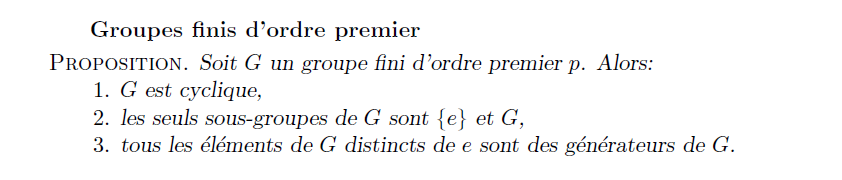 Groupes finis d'ordre premier
PROPOSITION. Soit G un groupe fini d'ordre premier p. Alors:
1. G est cyclique,
2. les seuls sous-groupes de G sont {e} et G,
3. tous les éléments de G distincts de e sont des générateurs de G.